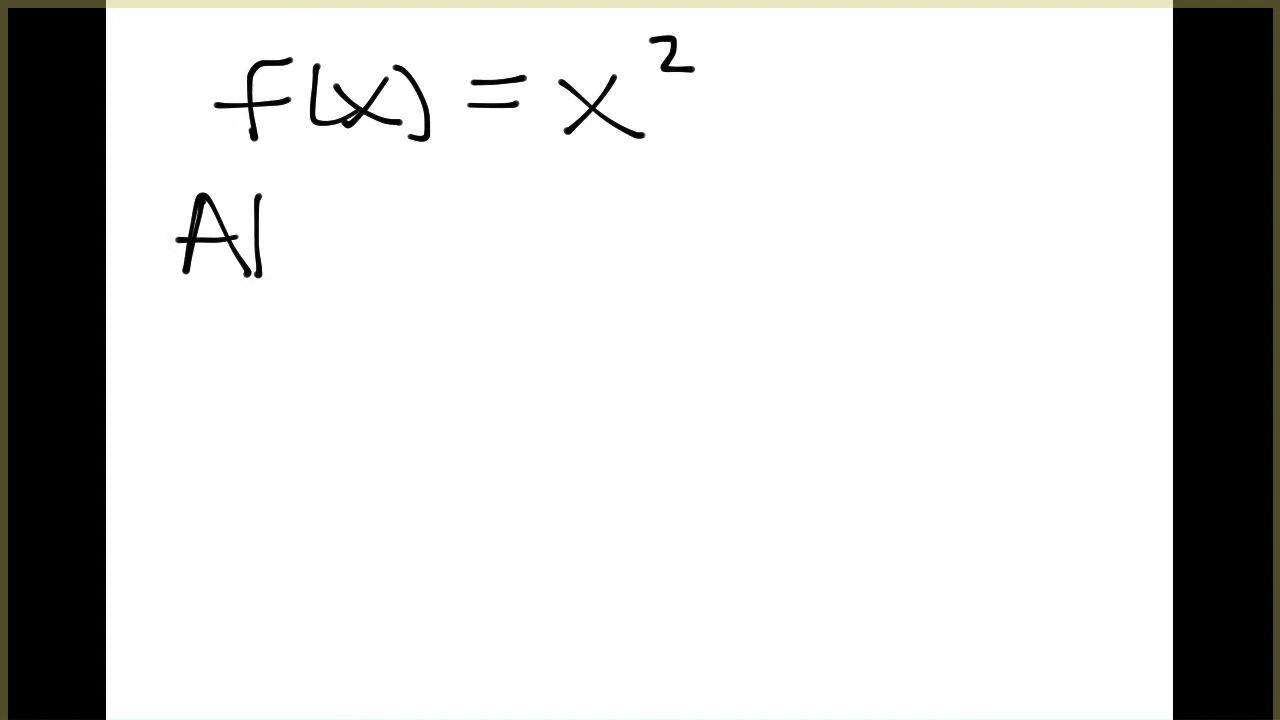 f(x) = x²
Al